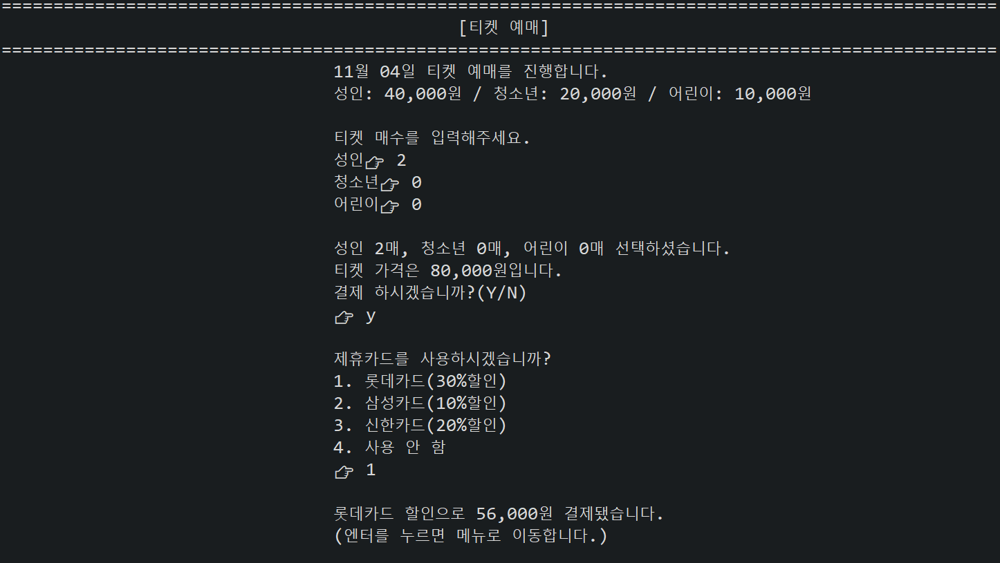 ================================================================================================
[티켓 예매]
================================================================================================
11월 04일 티켓 예매를 진행합니다.
성인: 40,000원 / 청소년: 20,000원 / 어린이: 10,000원
티켓 매수를 입력해주세요.
성인👉 2
청소년👉 0
어린이👉 0
성인 2매, 청소년 0매, 어린이 0매 선택하셨습니다.
티켓 가격은 80,000원입니다.
결제 하시겠습니까?(Y/N)
👉 y
제휴카드를 사용하시겠습니까?
1. 롯데카드(30%할인)
2. 삼성카드(10%할인)
3. 신한카드(20%할인)
4. 사용 안 함
👉 1
롯데카드 할인으로 56,000원 결제됐습니다.
(엔터를 누르면 메뉴로 이동합니다.)